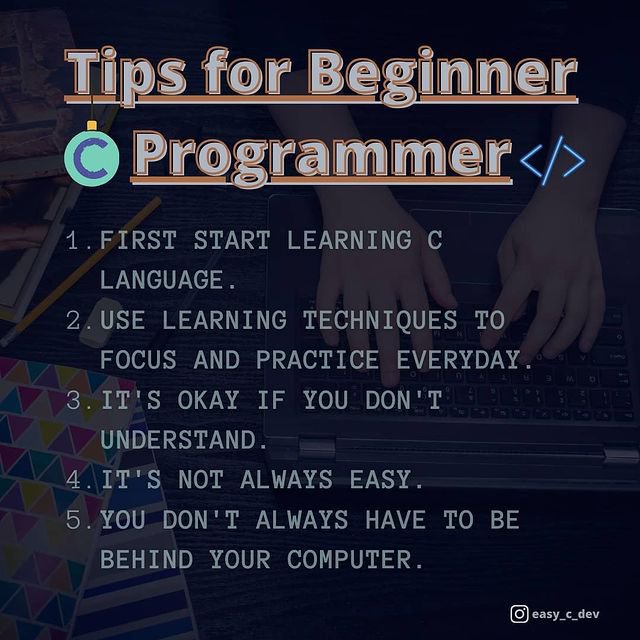 Tips for Beginner
C Programmer </>
1. FIRST START LEARNING C
LANGUAGE.
2. USE LEARNING TECHNIQUES TO
FOCUS AND PRACTICE EVERYDAY.
3. IT'S OKAY IF YOU DON'T
UNDERSTAND.
4. IT'S NOT ALWAYS EASY.
5. YOU DON'T ALWAYS HAVE TO BE
BEHIND YOUR COMPUTER.
easy_c_dev